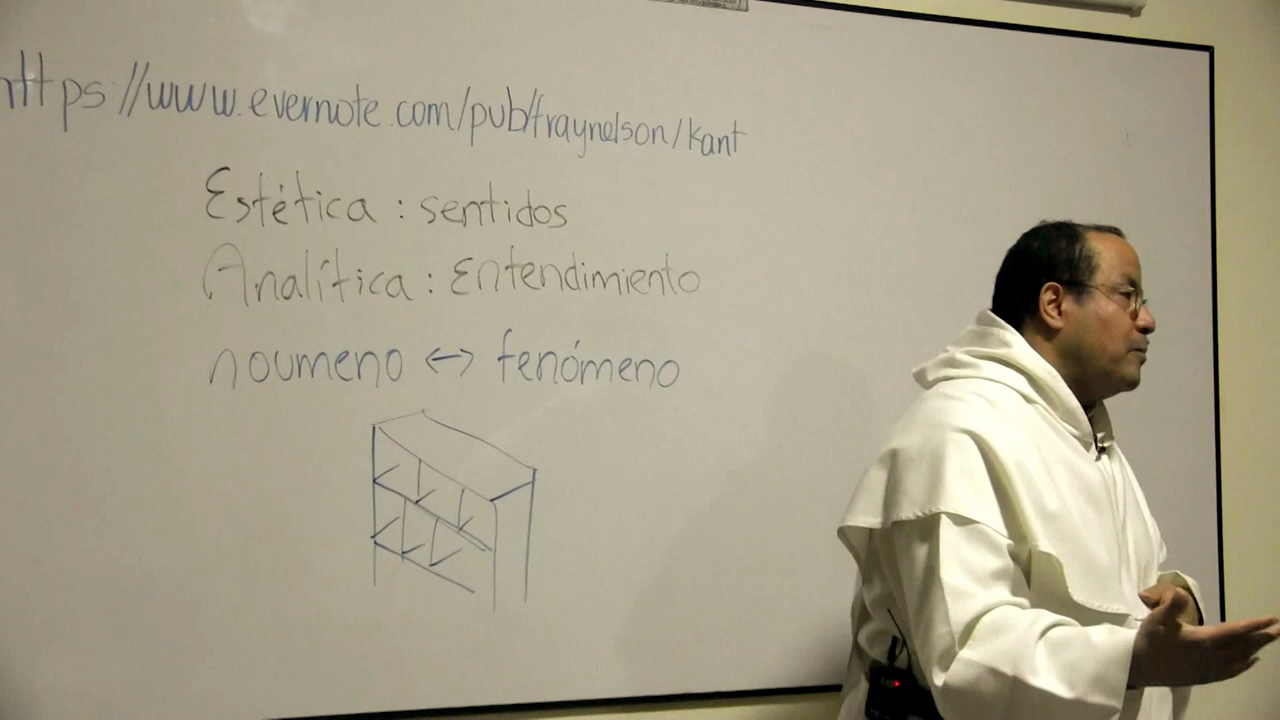 https://www.evernote.com/pub/fraynelson/kant
Estética : sentidos
Analítica : Entendimiento
noumeno ↔ fenómeno